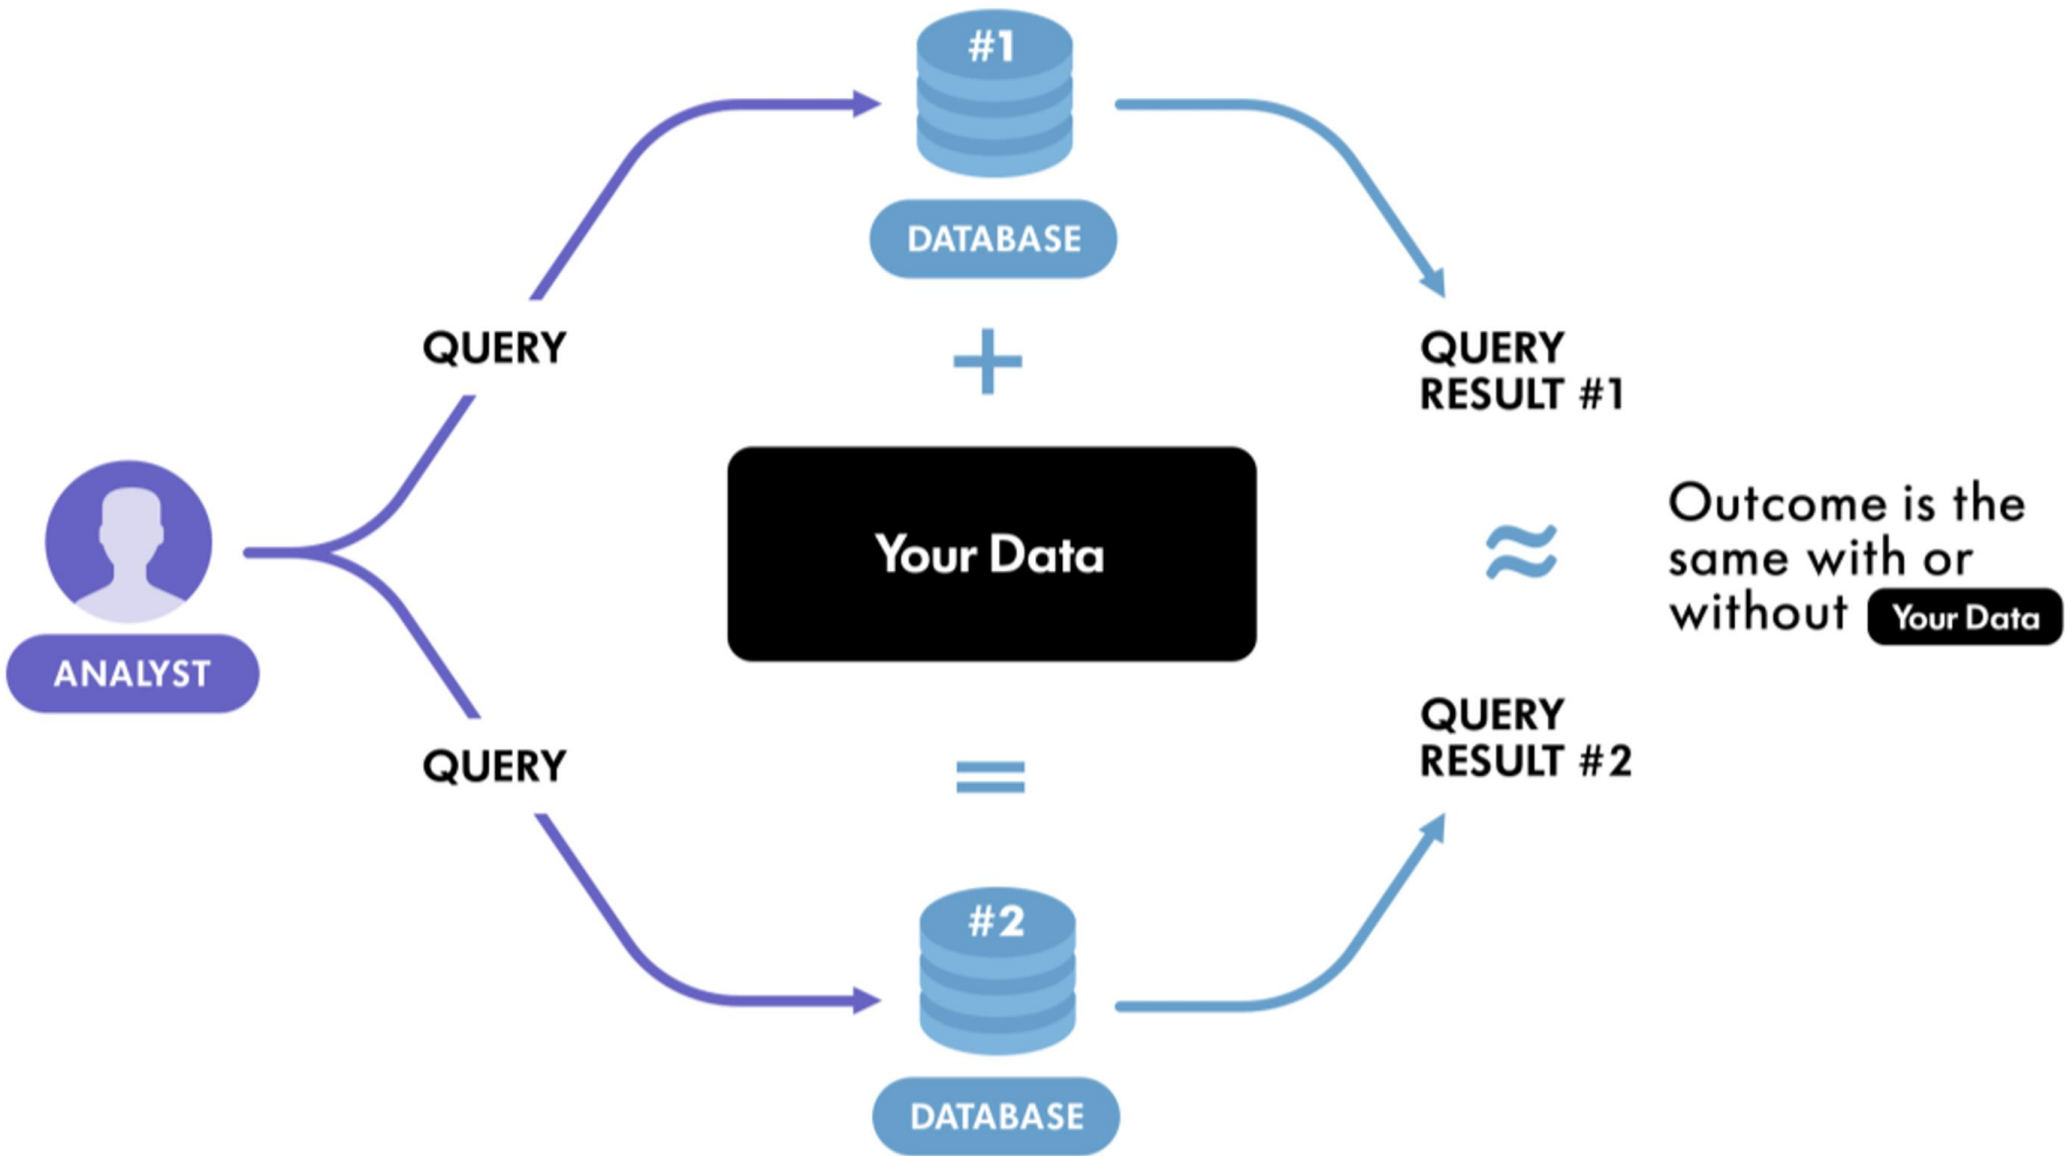 #1
DATABASE
QUERY
QUERY
RESULT #1
Your Data
Outcome is the
same with or
without Your Data
ANALYST
QUERY
QUERY
RESULT #2
#2
DATABASE